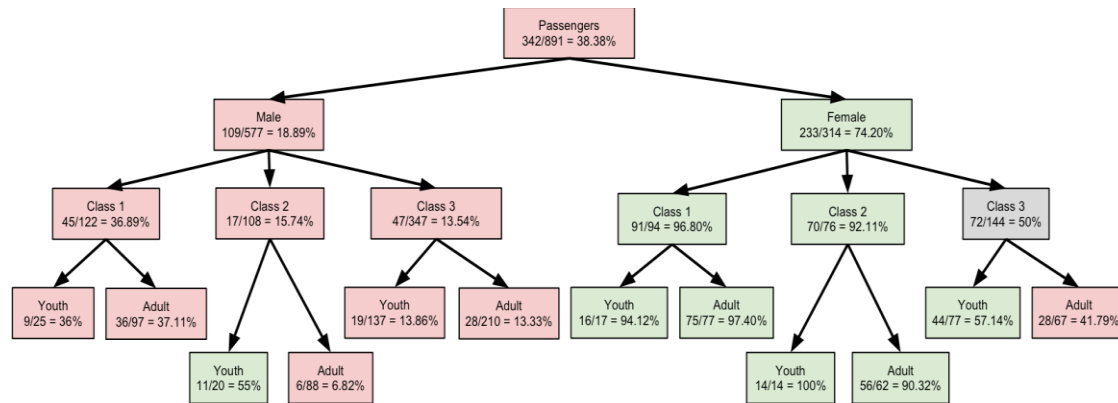 Passengers
342/891 = 38.38%
Male
109/577 = 18.89%
Female
233/314 = 74.20%
Class 1
45/122 = 36.89%
Class 2
17/108 = 15.74%
Class 3
47/347 = 13.54%
Class 1
91/94 = 96.80%
Class 2
70/76 = 92.11%
Class 3
72/144 = 50%
Youth
9/25 = 36%
Adult
36/97 = 37.11%
Youth
19/137 = 13.86%
Adult
28/210 = 13.33%
Youth
16/17 = 94.12%
Adult
75/77 = 97.40%
Youth
44/77 = 57.14%
Adult
28/67 = 41.79%
Youth
11/20 = 55%
Adult
6/88 = 6.82%
Youth
14/14 = 100%
Adult
56/62 = 90.32%